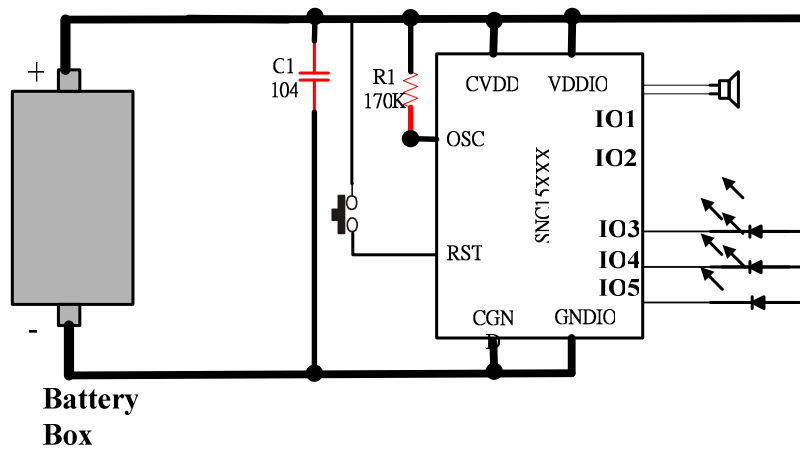 +
C1
104
R1
170K
CVDD
VDDIO
IO1
OSC
IO2
SNC15XXX
IO3
RST
IO4
IO5
CGN
D
GNDIO
-
Battery
Box